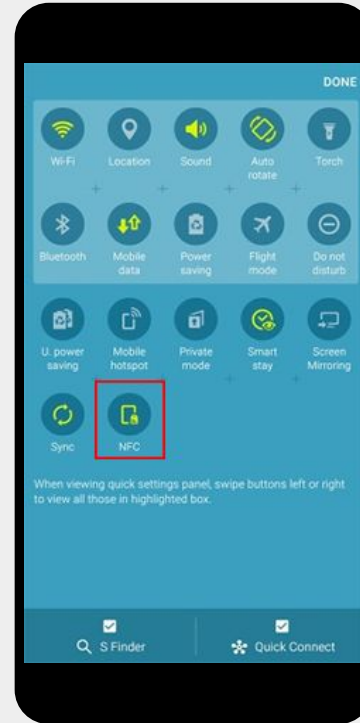 DONE
Wi-Fi Location Sound Auto rotate Torch
Bluetooth Mobile data Power saving Flight mode Do not disturb
U. power saving Mobile hotspot Private mode Smart stay Screen Mirroring
Sync NFC
When viewing quick settings panel, swipe buttons left or right
to view all those in highlighted box.
S Finder Quick Connect